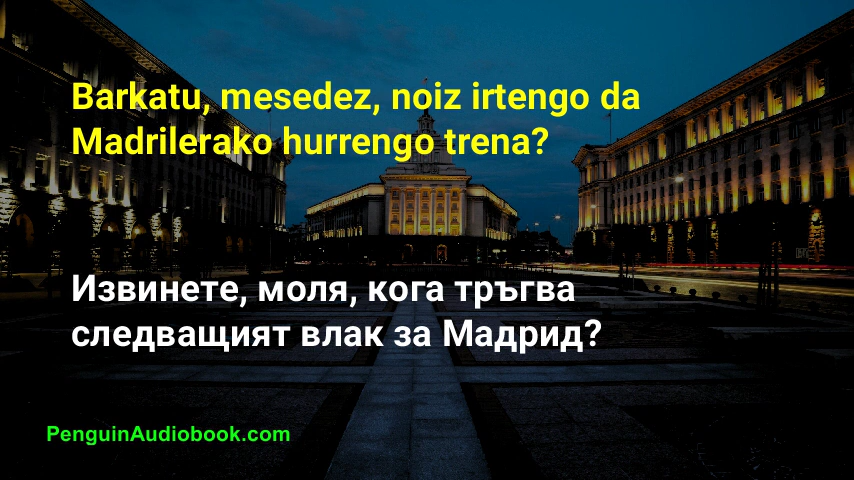 Barkatu, mesedez, noiz irtengo da
Madrilerako hurrengo trena?
Извинете, моля, кога тръгва
следващият влак за Мадрид?
PenguinAudiobook.com